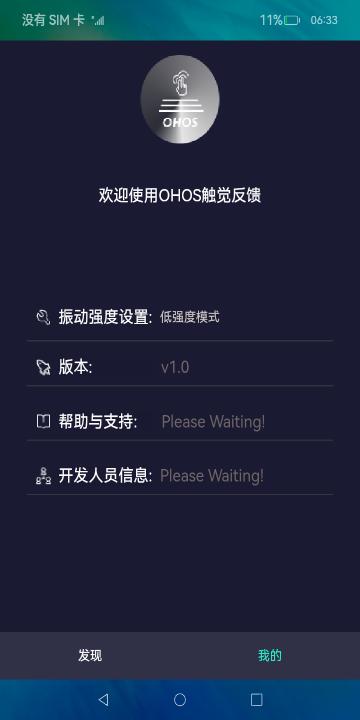 没有 SIM 卡 11% 06:33
OHOS
欢迎使用OHOS触觉反馈
振动强度设置: 低强度模式
版本: v1.0
帮助与支持: Please Waiting!
开发人员信息: Please Waiting!
发现 我的